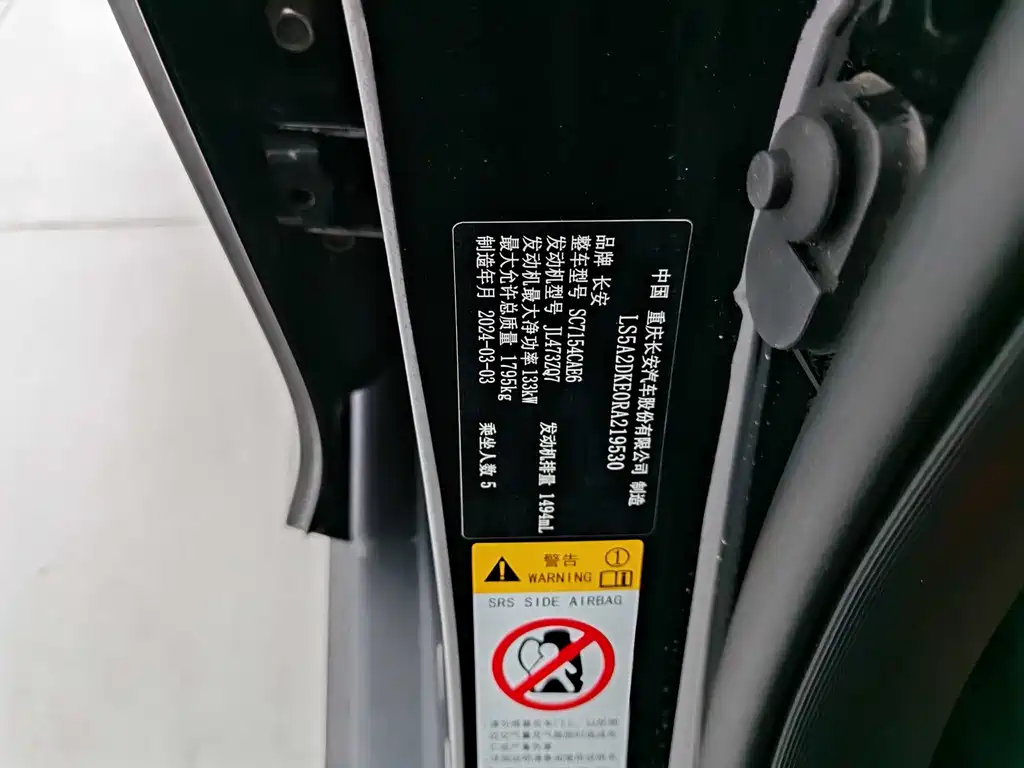 中国 重庆长安汽车股份有限公司 制造
LS5A2DKE0RA219530
品牌 长安
整车型号 SC7154CAE6
发动机型号 JL473ZQ7 发动机排量 1494mL
发动机最大净功率 133kW
最大允许总质量 1795kg
制造年月 2024-03-03 乘坐人数 5
警告 ①
WARNING
SRS SIDE AIRBAG